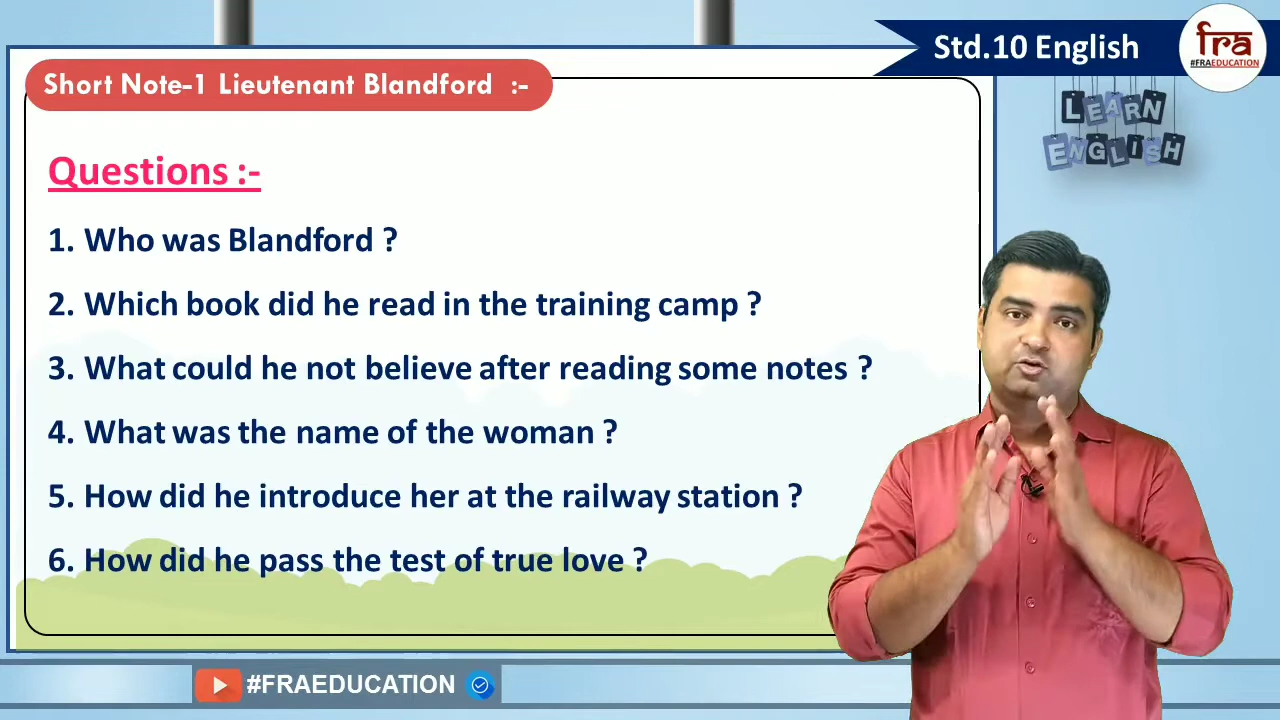 Std.10 English
fra
#FRAEDUCATION
LEARN
ENGLISH
Short Note-1 Lieutenant Blandford :-
Questions :-
1. Who was Blandford ?
2. Which book did he read in the training camp ?
3. What could he not believe after reading some notes ?
4. What was the name of the woman ?
5. How did he introduce her at the railway station ?
6. How did he pass the test of true love ?
#FRAEDUCATION